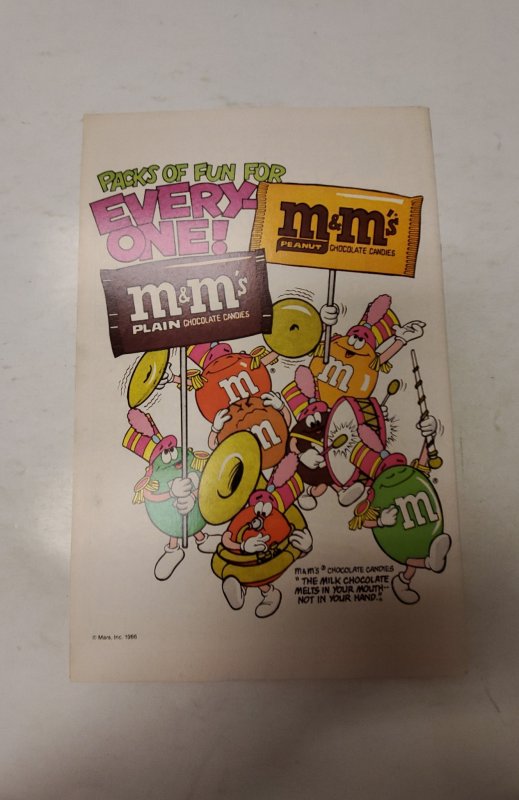 PACKS OF FUN FOR
EVERY-
ONE!
m&m's
PEANUT CHOCOLATE CANDIES
m&m's
PLAIN CHOCOLATE CANDIES
m
m
m
m
m&m's® CHOCOLATE CANDIES
"THE MILK CHOCOLATE
MELTS IN YOUR MOUTH--
NOT IN YOUR HAND."®
© Mars, Inc. 1986